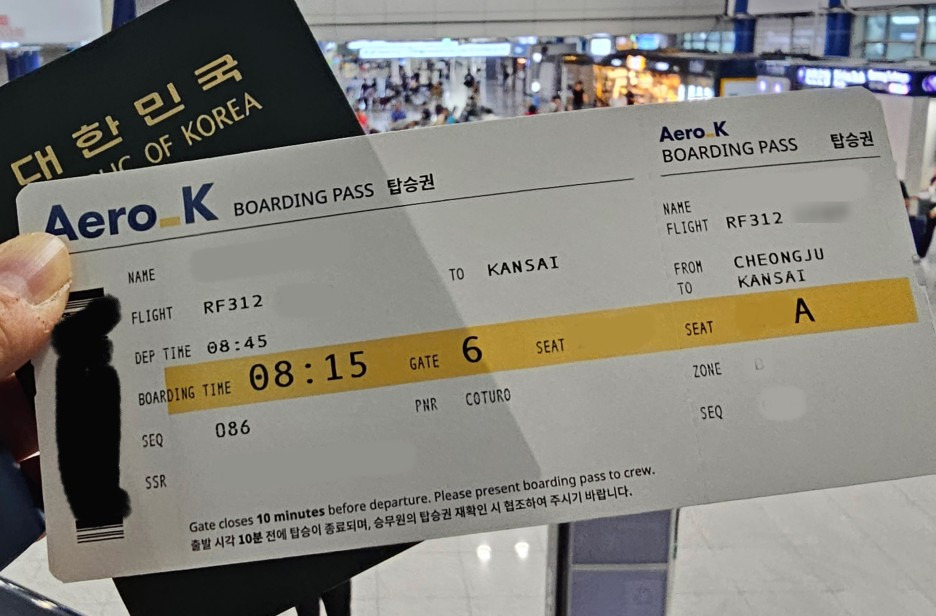 대한민국
OF KOREA
Aero_K BOARDING PASS 탑승권
NAME
TO KANSAI
FLIGHT RF312
DEP TIME 08:45
BOARDING TIME 08:15 GATE 6 SEAT
PNR COTURO
SEQ 086
SSR
Gate closes 10 minutes before departure. Please present boarding pass to crew.
출발 시각 10분 전에 탑승이 종료되며, 승무원의 탑승권 재확인 시 협조하여 주시기 바랍니다.
Aero_K
BOARDING PASS 탑승권
NAME
FLIGHT RF312
FROM CHEONGJU
TO KANSAI
SEAT A
ZONE
SEQ